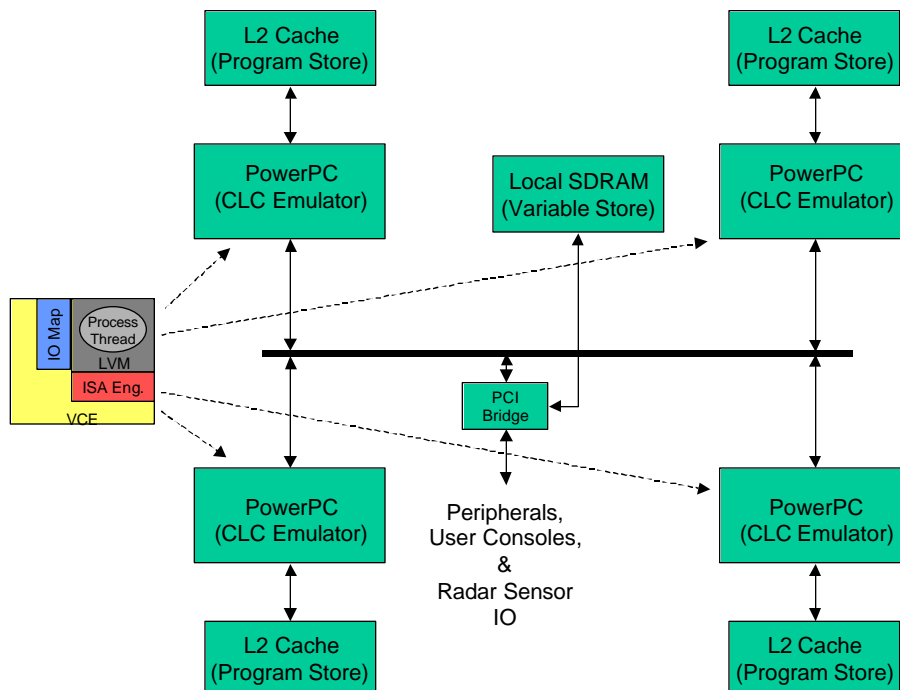 L2 Cache
(Program Store)
L2 Cache
(Program Store)
PowerPC
(CLC Emulator)
Local SDRAM
(Variable Store)
PowerPC
(CLC Emulator)
IO Map
Process
Thread
LVM
ISA Eng.
VCE
PCI
Bridge
PowerPC
(CLC Emulator)
Peripherals,
User Consoles,
&
Radar Sensor
IO
PowerPC
(CLC Emulator)
L2 Cache
(Program Store)
L2 Cache
(Program Store)